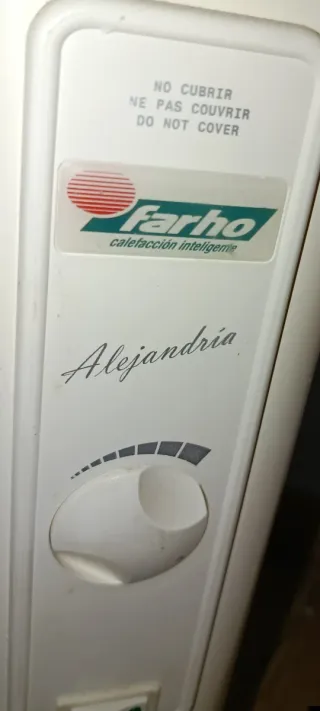 NO CUBRIR
NE PAS COUVRIR
DO NOT COVER
farho
calefacción inteligente
Alejandría